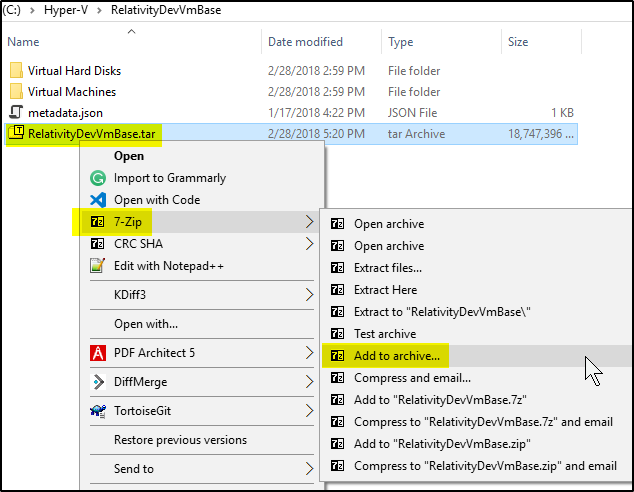 (C:) › Hyper-V › RelativityDevVmBase
Name Date modified Type Size
Virtual Hard Disks 2/28/2018 2:59 PM File folder
Virtual Machines 2/28/2018 2:59 PM File folder
metadata.json 1/17/2018 4:22 PM JSON File 1 KB
RelativityDevVmBase.tar 2/28/2018 5:20 PM tar Archive 18,747,396 ...
Open
Import to Grammarly
Open with Code
7-Zip
CRC SHA
Edit with Notepad++
KDiff3
Open with...
PDF Architect 5
DiffMerge
TortoiseGit
Restore previous versions
Send to
Open archive
Open archive
Extract files...
Extract Here
Extract to "RelativityDevVmBase\"
Test archive
Add to archive...
Compress and email...
Add to "RelativityDevVmBase.7z"
Compress to "RelativityDevVmBase.7z" and email
Add to "RelativityDevVmBase.zip"
Compress to "RelativityDevVmBase.zip" and email